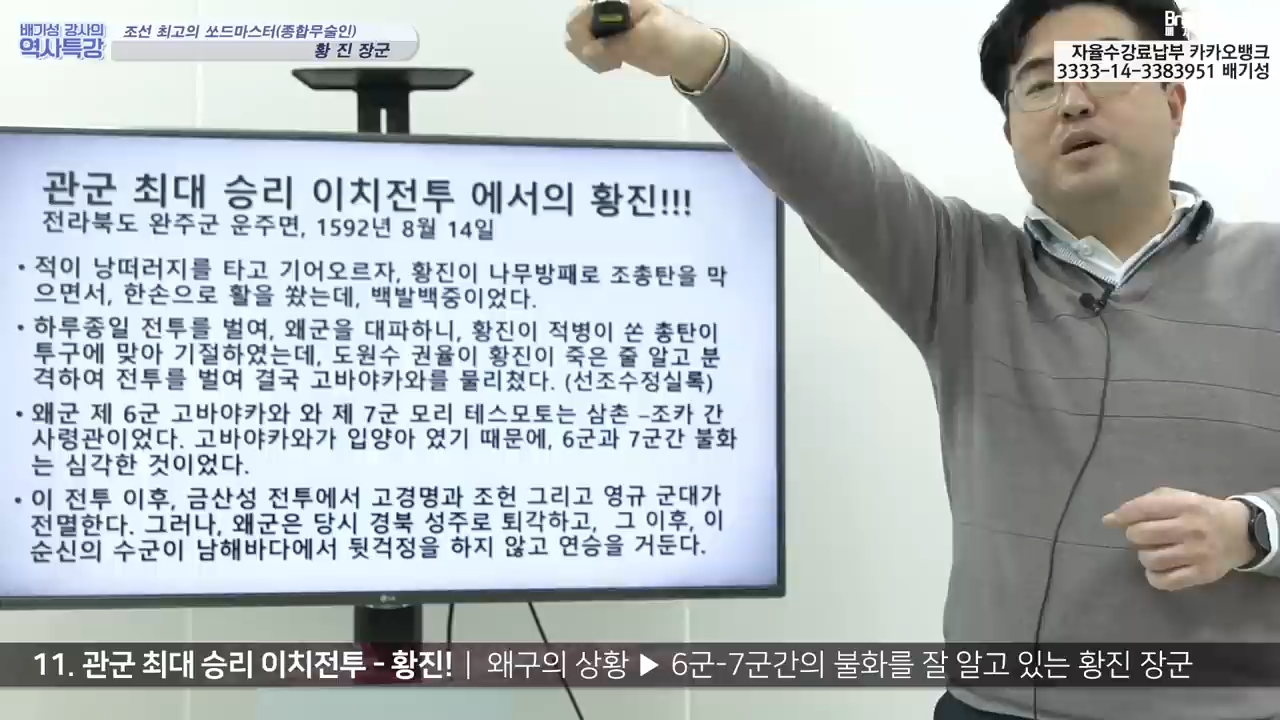 배기성 강사의
역사특강
조선 최고의 쏘드마스터(종합무술인)
황 진 장군
자율수강료납부 카카오뱅크
3333-14-3383951 배기성
관군 최대 승리 이치전투 에서의 황진!!!
전라북도 완주군 운주면, 1592년 8월 14일
• 적이 낭떠러지를 타고 기어오르자, 황진이 나무방패로 조총탄을 막
으면서, 한손으로 활을 쐈는데, 백발백중이었다.
• 하루종일 전투를 벌여, 왜군을 대파하니, 황진이 적병이 쏜 총탄이
투구에 맞아 기절하였는데, 도원수 권율이 황진이 죽은 줄 알고 분
격하여 전투를 벌여 결국 고바야카와를 물리쳤다. (선조수정실록)
• 왜군 제 6군 고바야카와 와 제 7군 모리 테스모토는 삼촌 –조카 간
사령관이었다. 고바야카와가 입양아 였기 때문에, 6군과 7군간 불화
는 심각한 것이었다.
• 이 전투 이후, 금산성 전투에서 고경명과 조헌 그리고 영규 군대가
전멸한다. 그러나, 왜군은 당시 경북 성주로 퇴각하고, 그 이후, 이
순신의 수군이 남해바다에서 뒷걱정을 하지 않고 연승을 거둔다.
LG
11. 관군 최대 승리 이치전투 - 황진! | 왜구의 상황 ▶ 6군-7군간의 불화를 잘 알고 있는 황진 장군